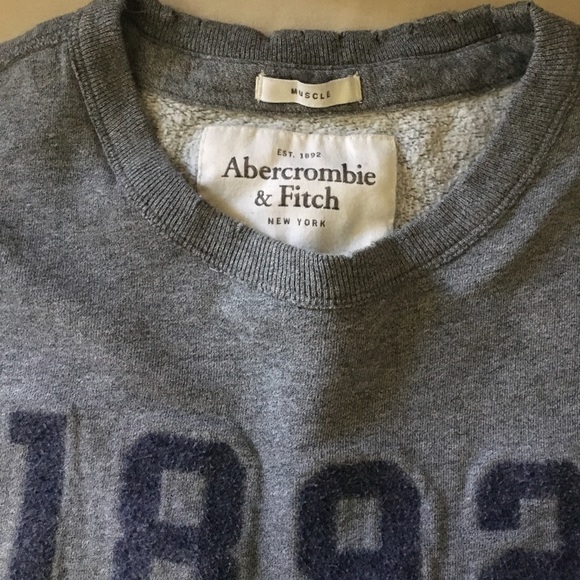 MUSCLE
EST. 1892
Abercrombie
& Fitch
NEW YORK
1892